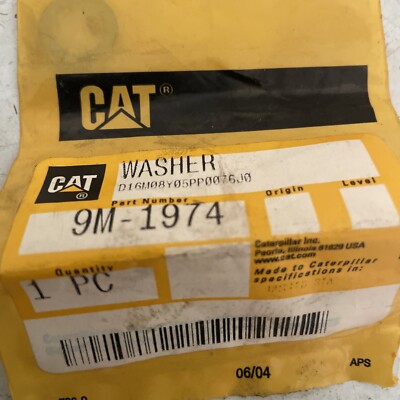 CAT®
CAT®
WASHER
D16M08Y05PP0076J0
Part Number
Origin
Level
9M-1974
Caterpillar Inc.
Peoria, Illinois 61629 USA
www.cat.com
Made to Caterpillar
specifications in:
Quantity
1 PC
06/04
APS